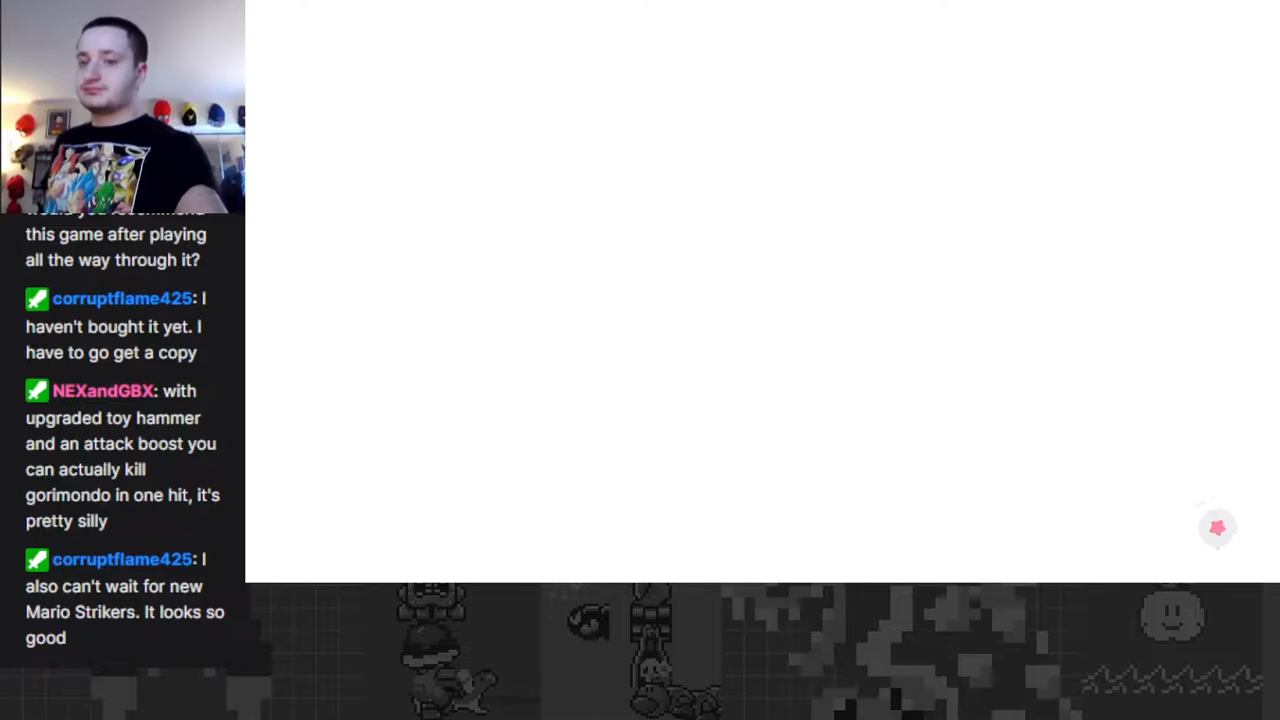 this game after playing
all the way through it?
corruptflame425: I
haven't bought it yet. I
have to go get a copy
NEXandGBX: with
upgraded toy hammer
and an attack boost you
can actually kill
gorimondo in one hit, it's
pretty silly
corruptflame425: I
also can't wait for new
Mario Strikers. It looks so
good